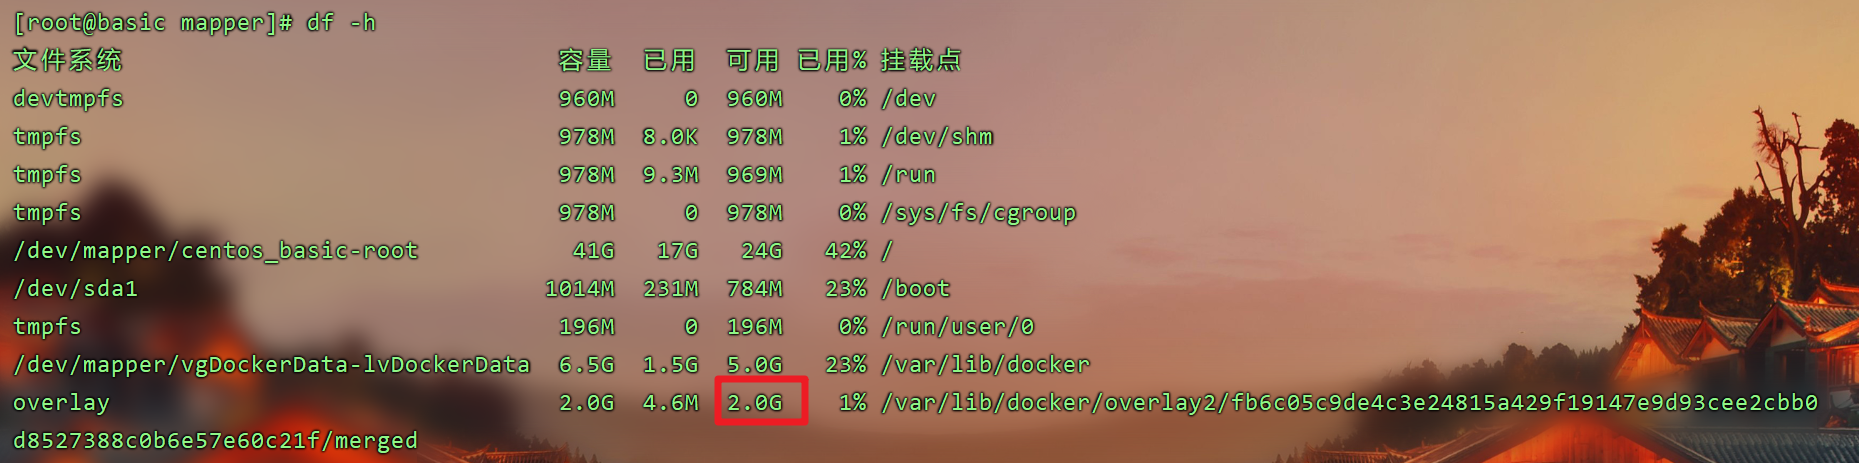 [root@basic mapper]# df -h
文件系统 容量 已用 可用 已用% 挂载点
devtmpfs 960M 0 960M 0% /dev
tmpfs 978M 8.0K 978M 1% /dev/shm
tmpfs 978M 9.3M 969M 1% /run
tmpfs 978M 0 978M 0% /sys/fs/cgroup
/dev/mapper/centos_basic-root 41G 17G 24G 42% /
/dev/sda1 1014M 231M 784M 23% /boot
tmpfs 196M 0 196M 0% /run/user/0
/dev/mapper/vgDockerData-lvDockerData 6.5G 1.5G 5.0G 23% /var/lib/docker
overlay 2.0G 4.6M 2.0G 1% /var/lib/docker/overlay2/fb6c05c9de4c3e24815a429f19147e9d93cee2cbb0
d8527388c0b6e57e60c21f/merged